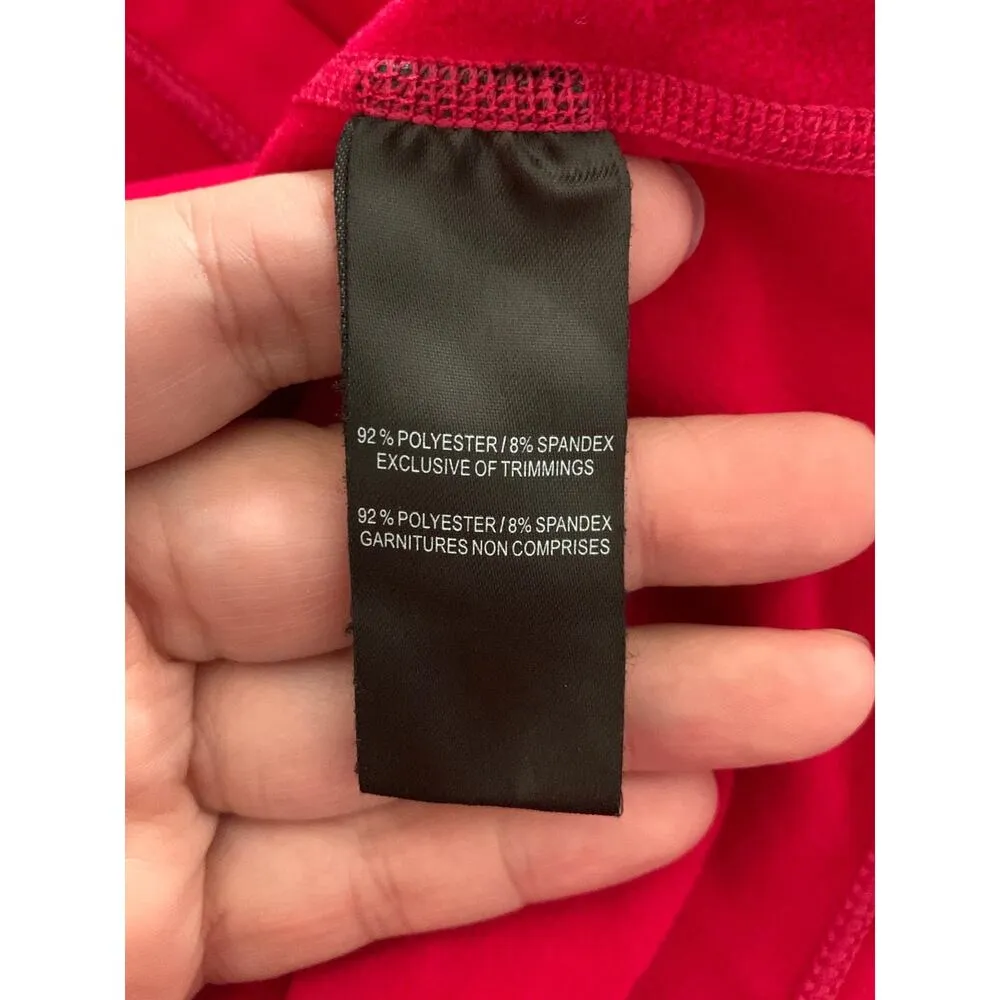 92 % POLYESTER / 8% SPANDEX
EXCLUSIVE OF TRIMMINGS
92 % POLYESTER / 8% SPANDEX
GARNITURES NON COMPRISES